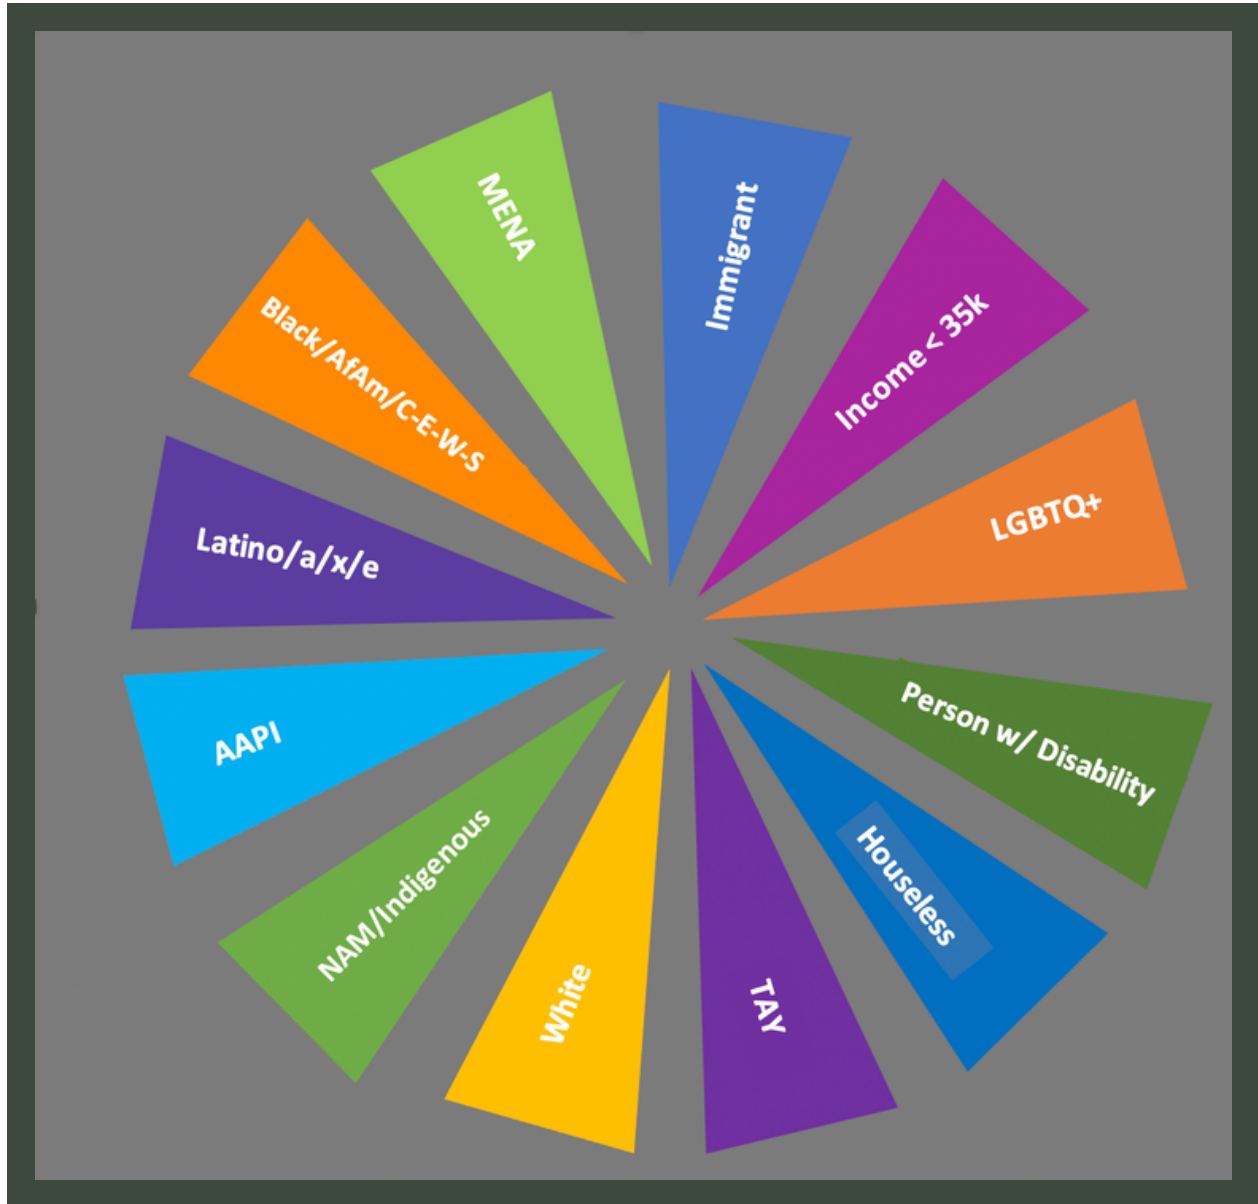 MENA
Immigrant
Income < 35k
LGBTQ+
Person w/ Disability
Houseless
TAY
White
NAM/Indigenous
AAPI
Latino/a/x/e
Black/AfAm/C-E-W-S